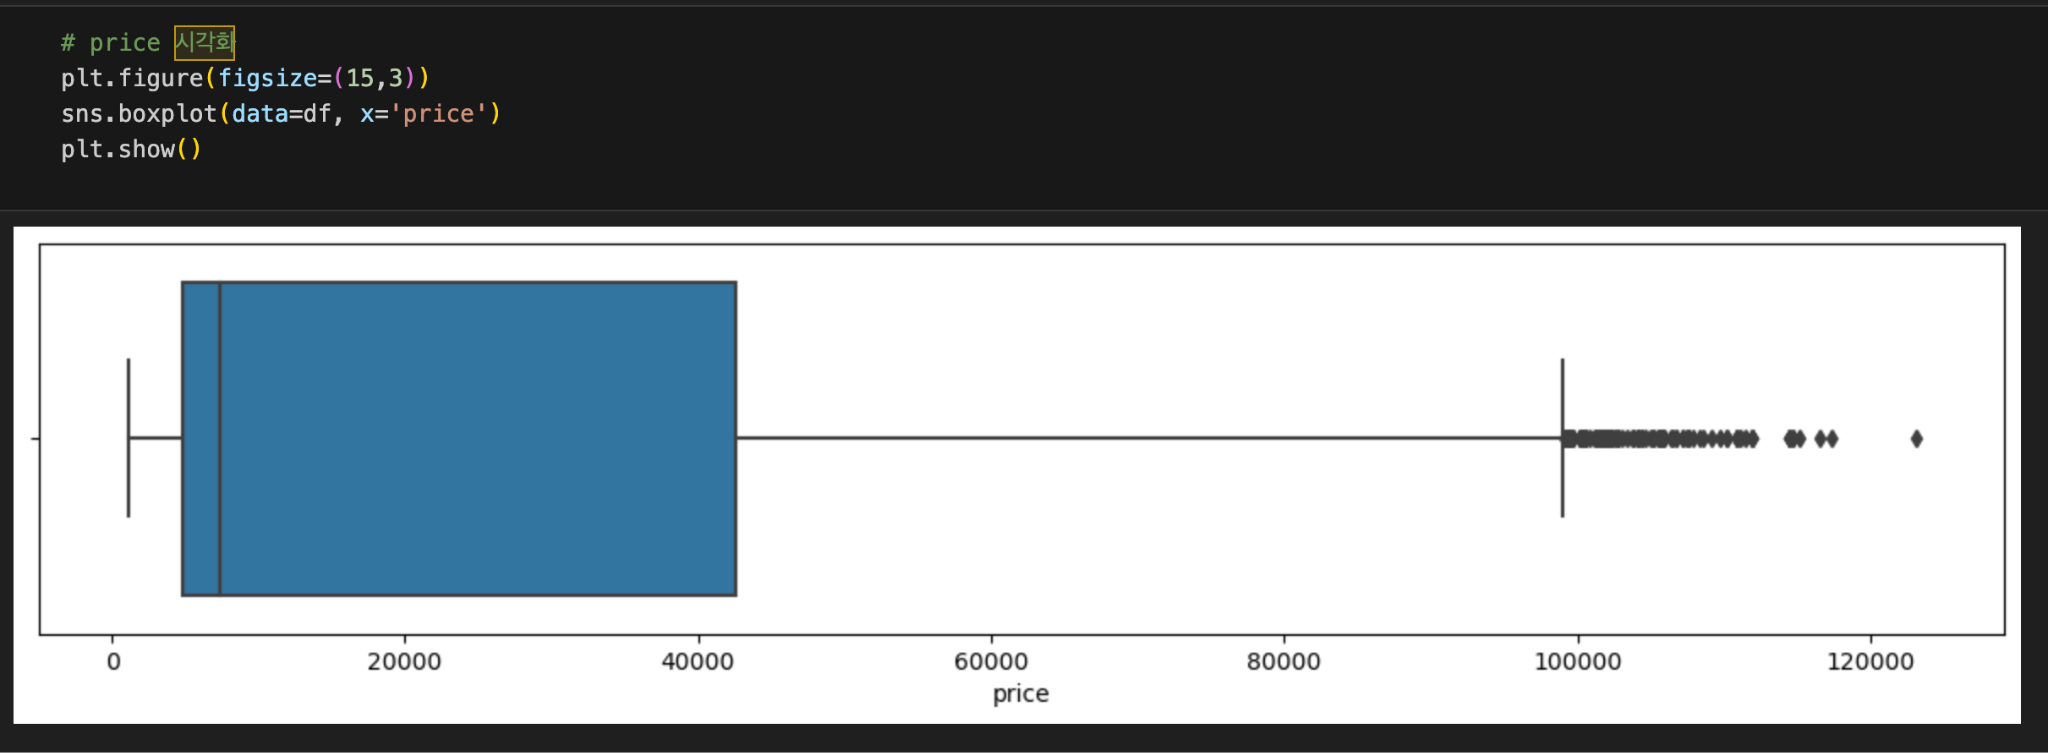 # price 시각화
plt.figure(figsize=(15,3))
sns.boxplot(data=df, x='price')
plt.show()
0 20000 40000 60000 80000 100000 120000
price